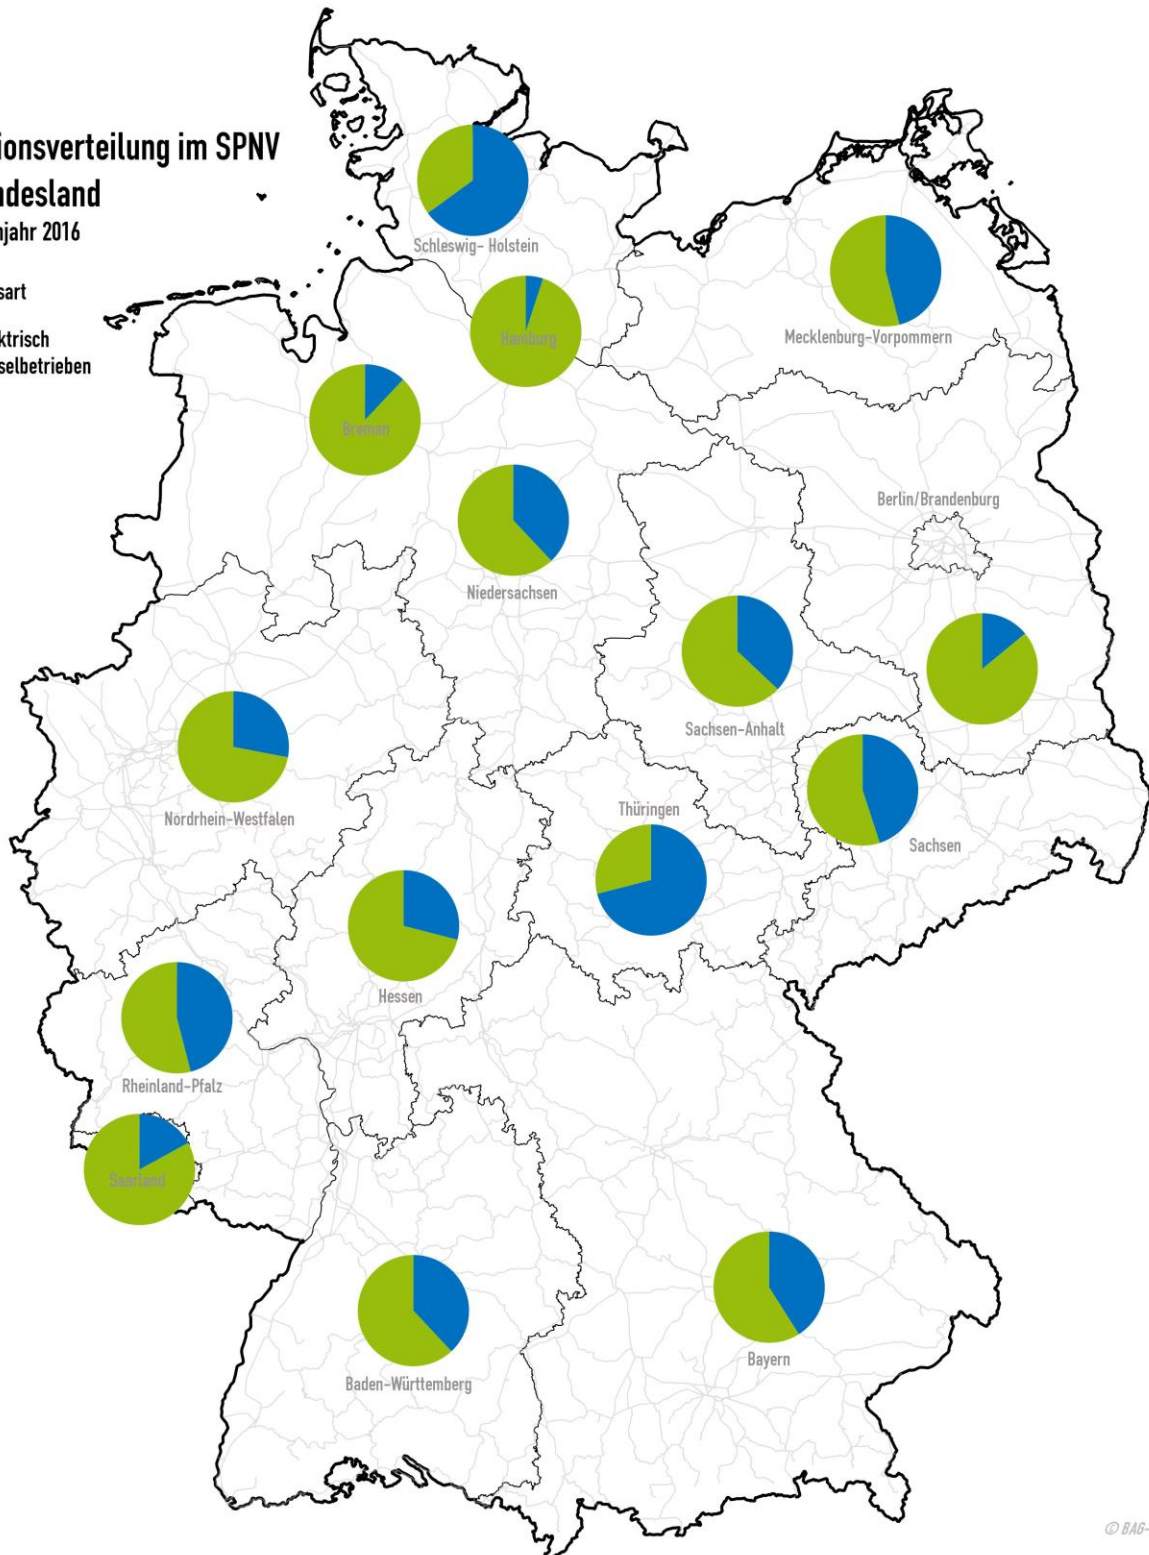 ionsverteilung im SPNV
ndesland
njahr 2016
sart
ktrisch
selbetrieben
Schleswig- Holstein
Mecklenburg-Vorpommern
Hamburg
Bremen
Berlin/Brandenburg
Niedersachsen
Sachsen-Anhalt
Nordrhein-Westfalen
Thüringen
Sachsen
Hessen
Rheinland-Pfalz
Saarland
Bayern
Baden-Württemberg
© BAG-